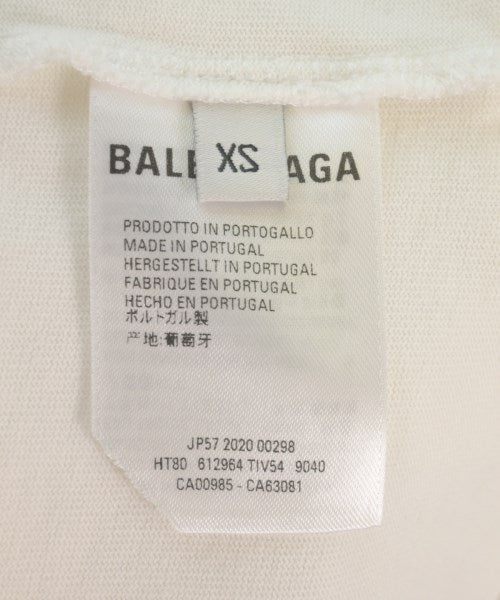 BALE AGA
XS
PRODOTTO IN PORTOGALLO
MADE IN PORTUGAL
HERGESTELLT IN PORTUGAL
FABRIQUE EN PORTUGAL
HECHO EN PORTUGAL
ポルトガル製
产地:葡萄牙
JP57 2020 00298
HT80 612964 TIV54 9040
CA00985 - CA63081